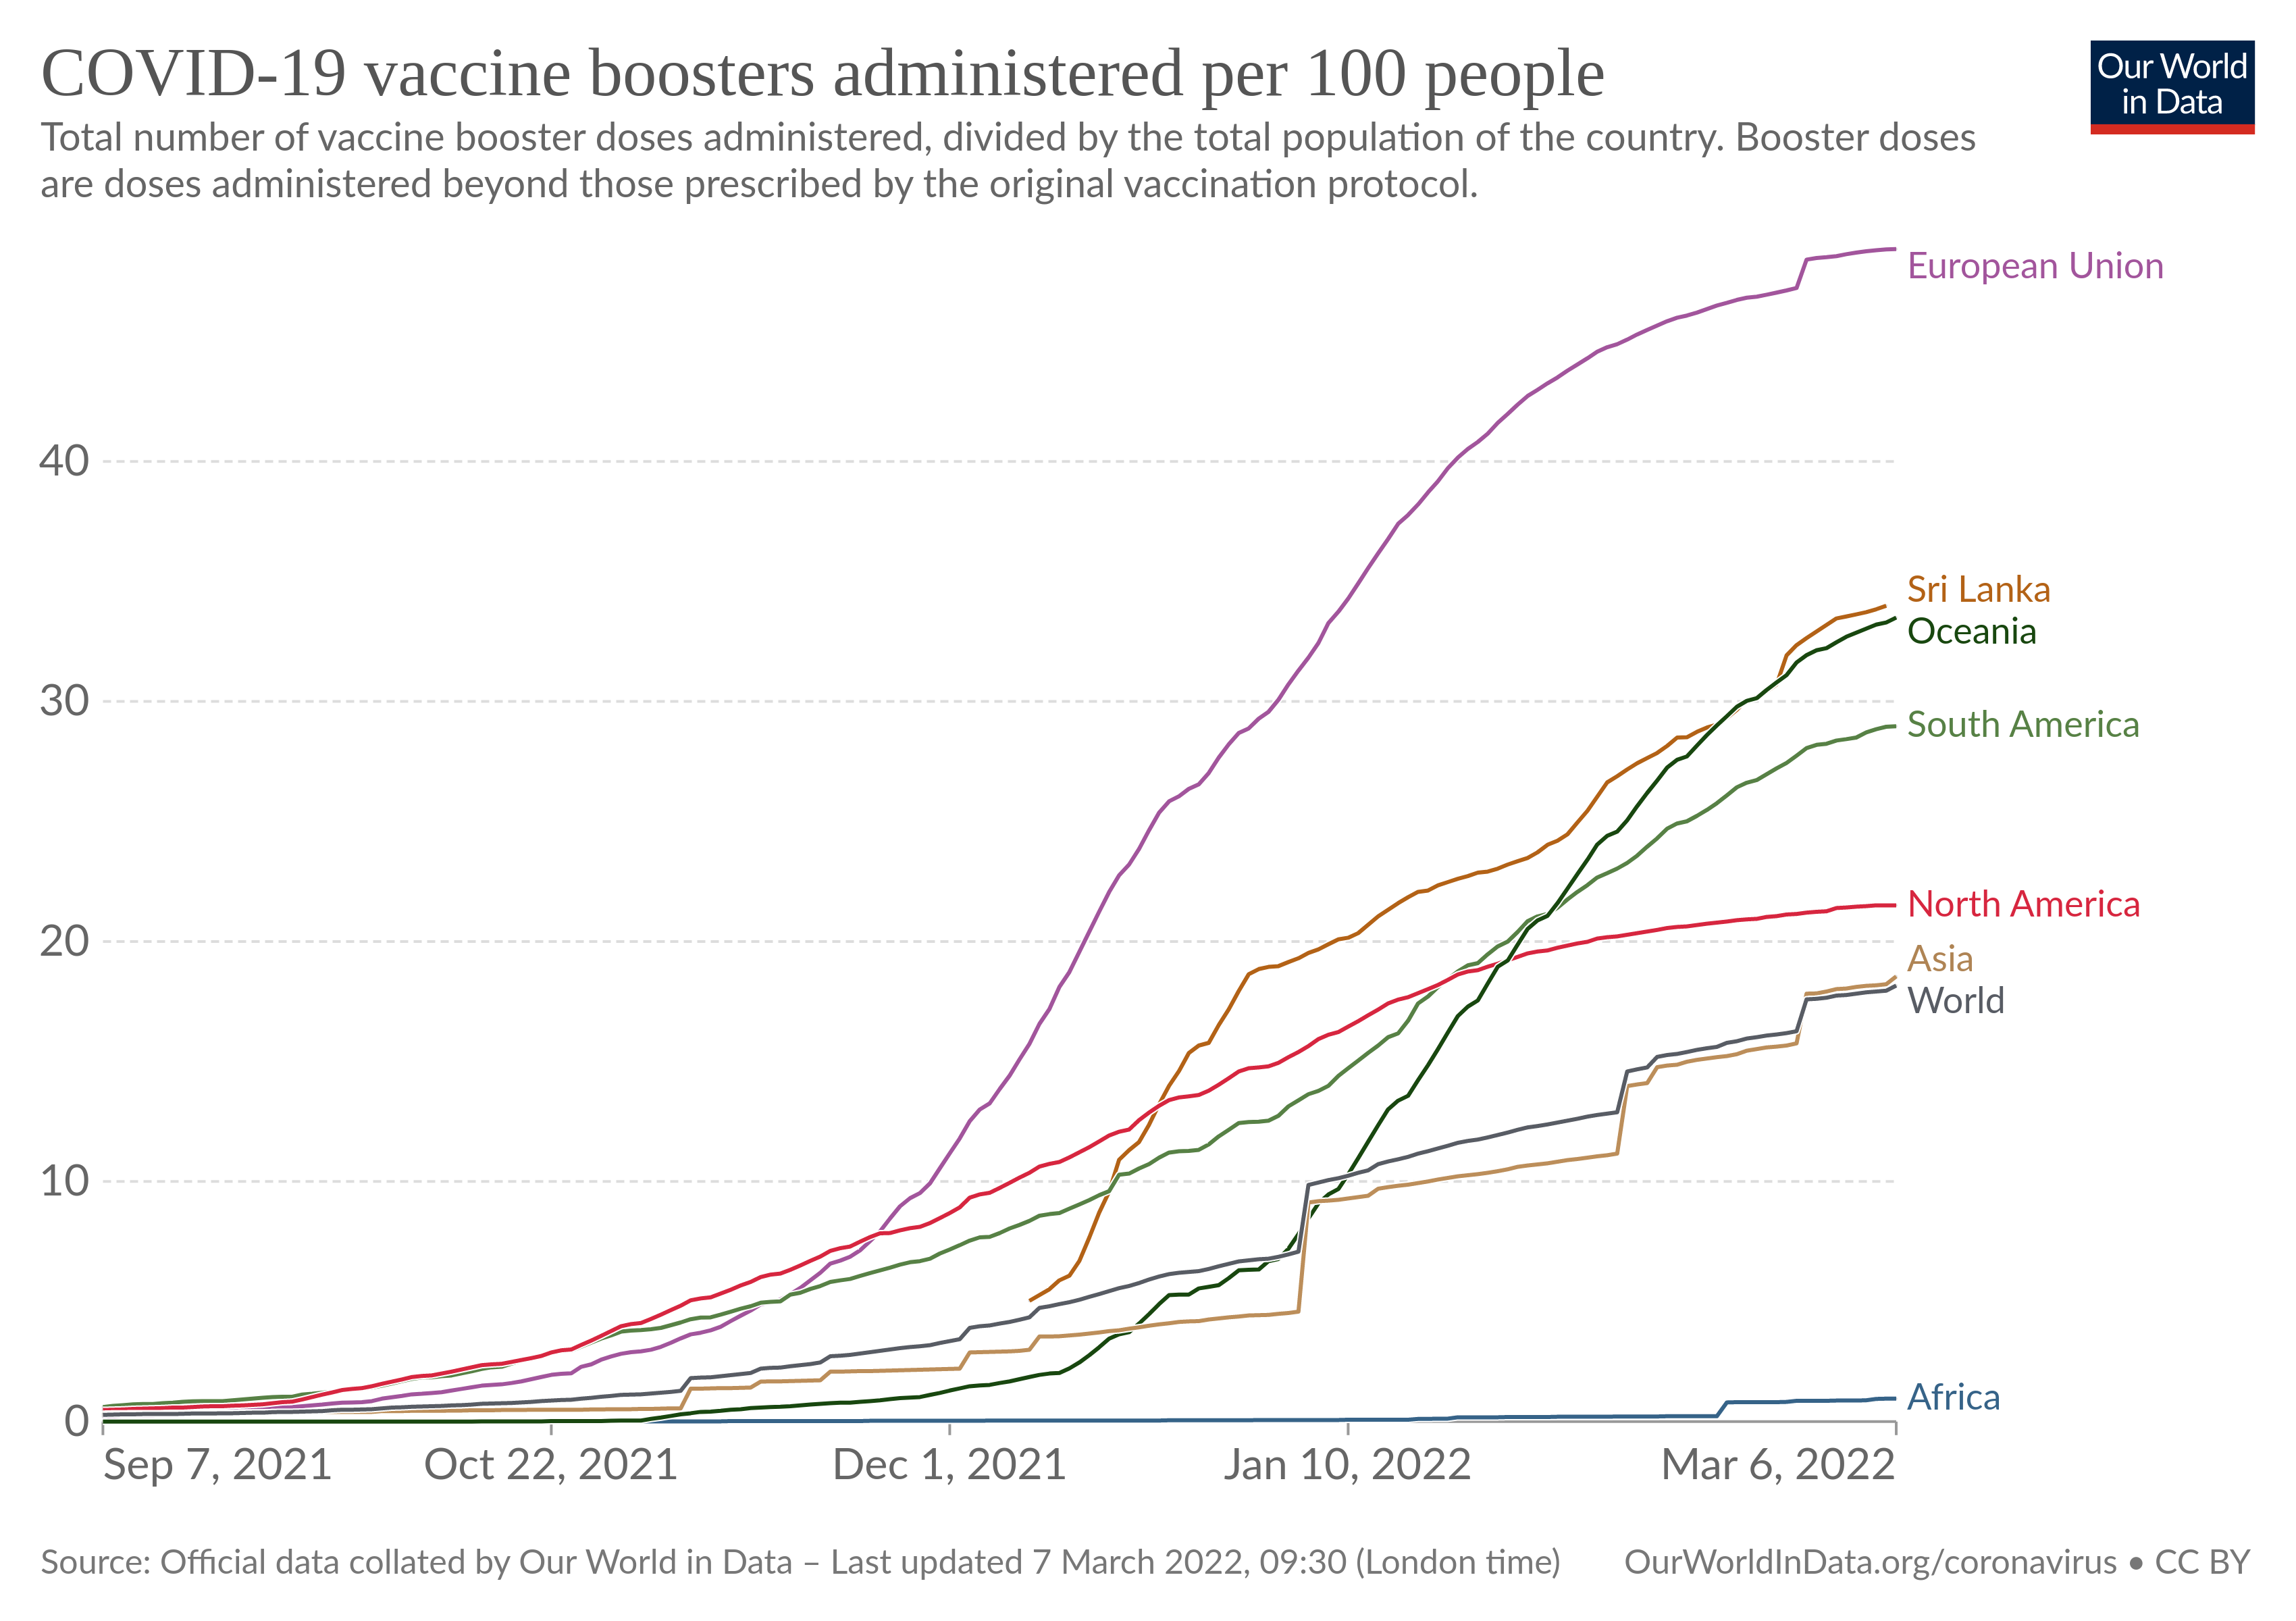 COVID-19 vaccine boosters administered per 100 people
Our World
in Data
Total number of vaccine booster doses administered, divided by the total population of the country. Booster doses
are doses administered beyond those prescribed by the original vaccination protocol.
European Union
40
Sri Lanka
Oceania
30
South America
North America
20
Asia
World
10
Africa
0
Sep 7, 2021
Oct 22, 2021
Dec 1, 2021
Jan 10, 2022
Mar 6, 2022
Source: Official data collated by Our World in Data – Last updated 7 March 2022, 09:30 (London time)
OurWorldInData.org/coronavirus • CC BY